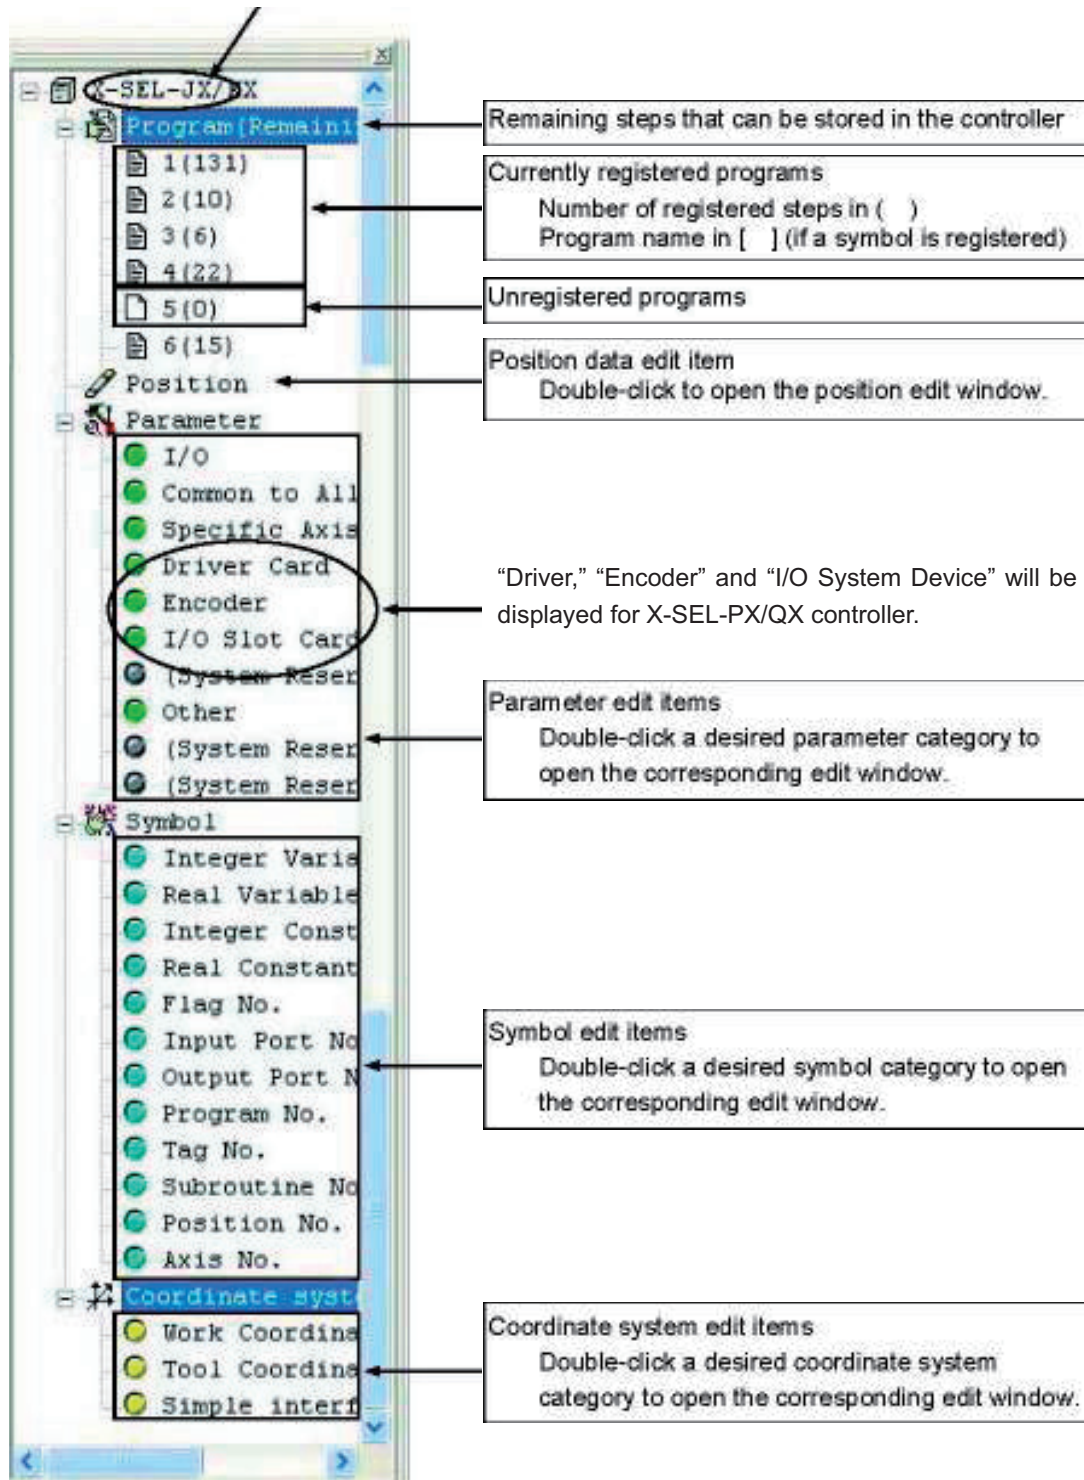 X-SEL-JX/KX
Program(Remaini
Remaining steps that can be stored in the controller
1(131)
2(10)
3(6)
4(22)
Currently registered programs
Number of registered steps in (  )
Program name in [  ] (if a symbol is registered)
5(0)
Unregistered programs
6(15)
Position
Position data edit item
Double-click to open the position edit window.
Parameter
I/O
Common to All
Specific Axis
Driver Card
Encoder
I/O Slot Card
“Driver,” “Encoder” and “I/O System Device” will be
displayed for X-SEL-PX/QX controller.
(System Reser
Other
(System Reser
(System Reser
Parameter edit items
Double-click a desired parameter category to
open the corresponding edit window.
Symbol
Integer Varia
Real Variable
Integer Const
Real Constant
Flag No.
Input Port No
Output Port N
Program No.
Tag No.
Subroutine No
Position No.
Axis No.
Symbol edit items
Double-click a desired symbol category to open
the corresponding edit window.
Coordinate syst
Work Coordina
Tool Coordina
Simple interf
Coordinate system edit items
Double-click a desired coordinate system
category to open the corresponding edit window.